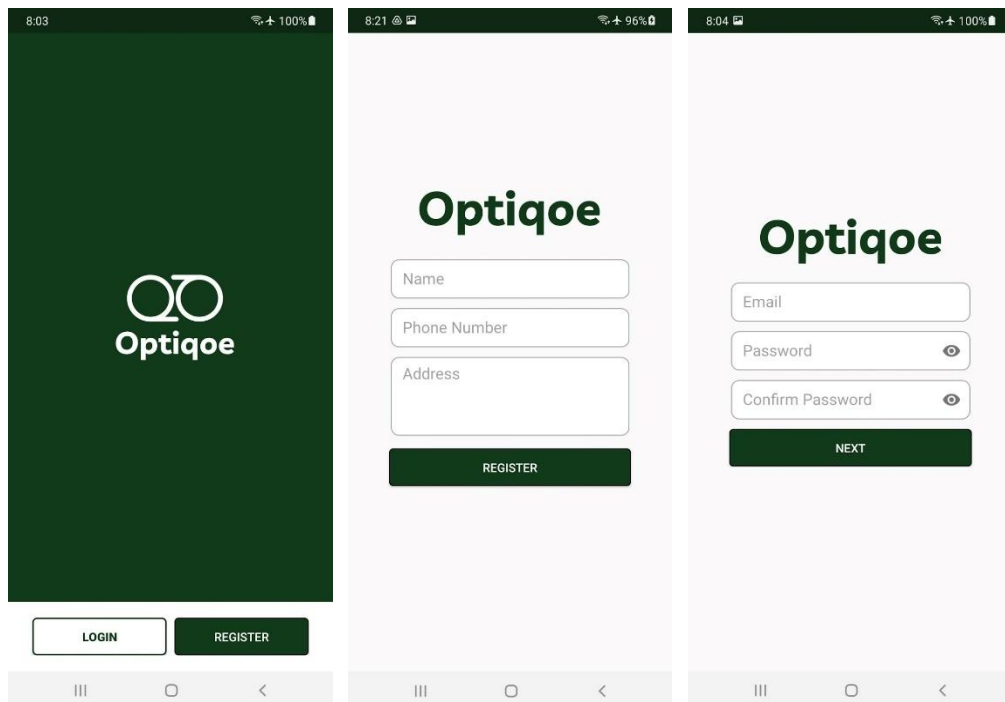 8:03
100%
Optiqoe
LOGIN
REGISTER
8:21
96%
Optiqoe
Name
Phone Number
Address
REGISTER
8:04
100%
Optiqoe
Email
Password
Confirm Password
NEXT